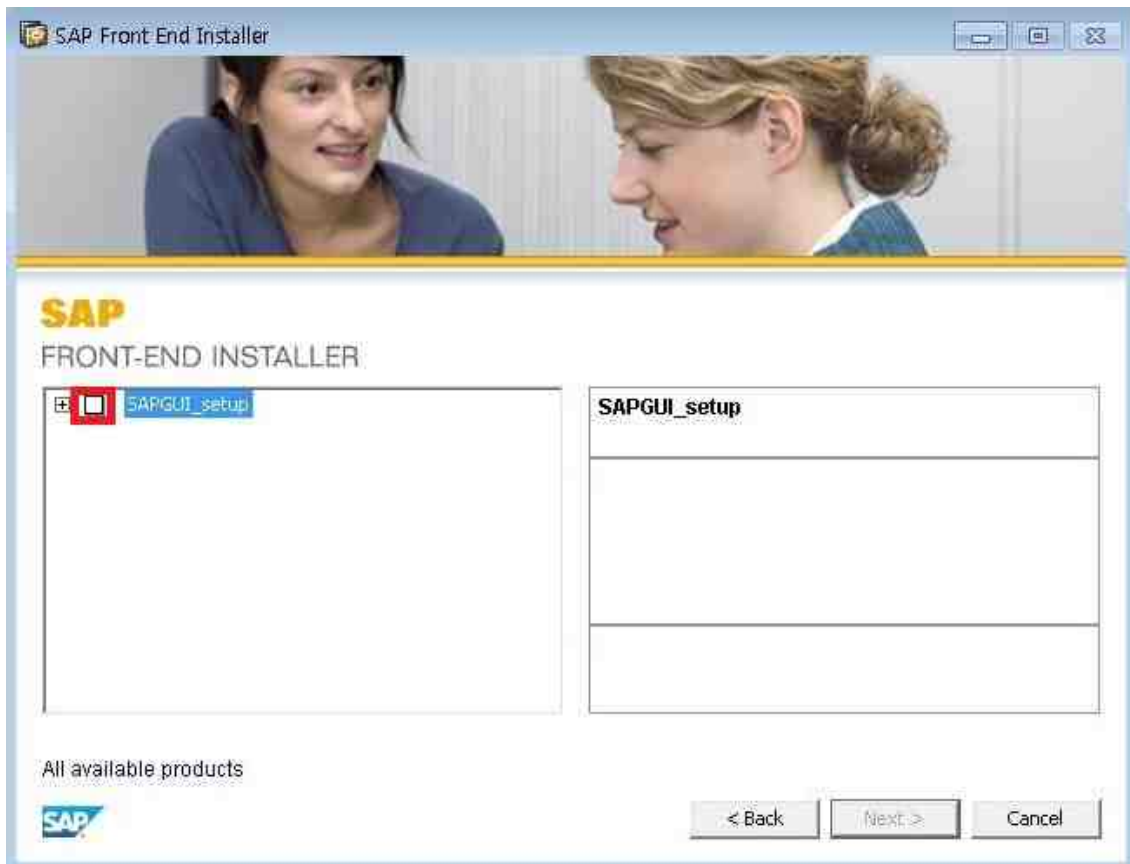 SAP Front End Installer
SAP
FRONT-END INSTALLER
SAPGUI_setup
SAPGUI_setup
All available products
SAP
< Back
Next >
Cancel